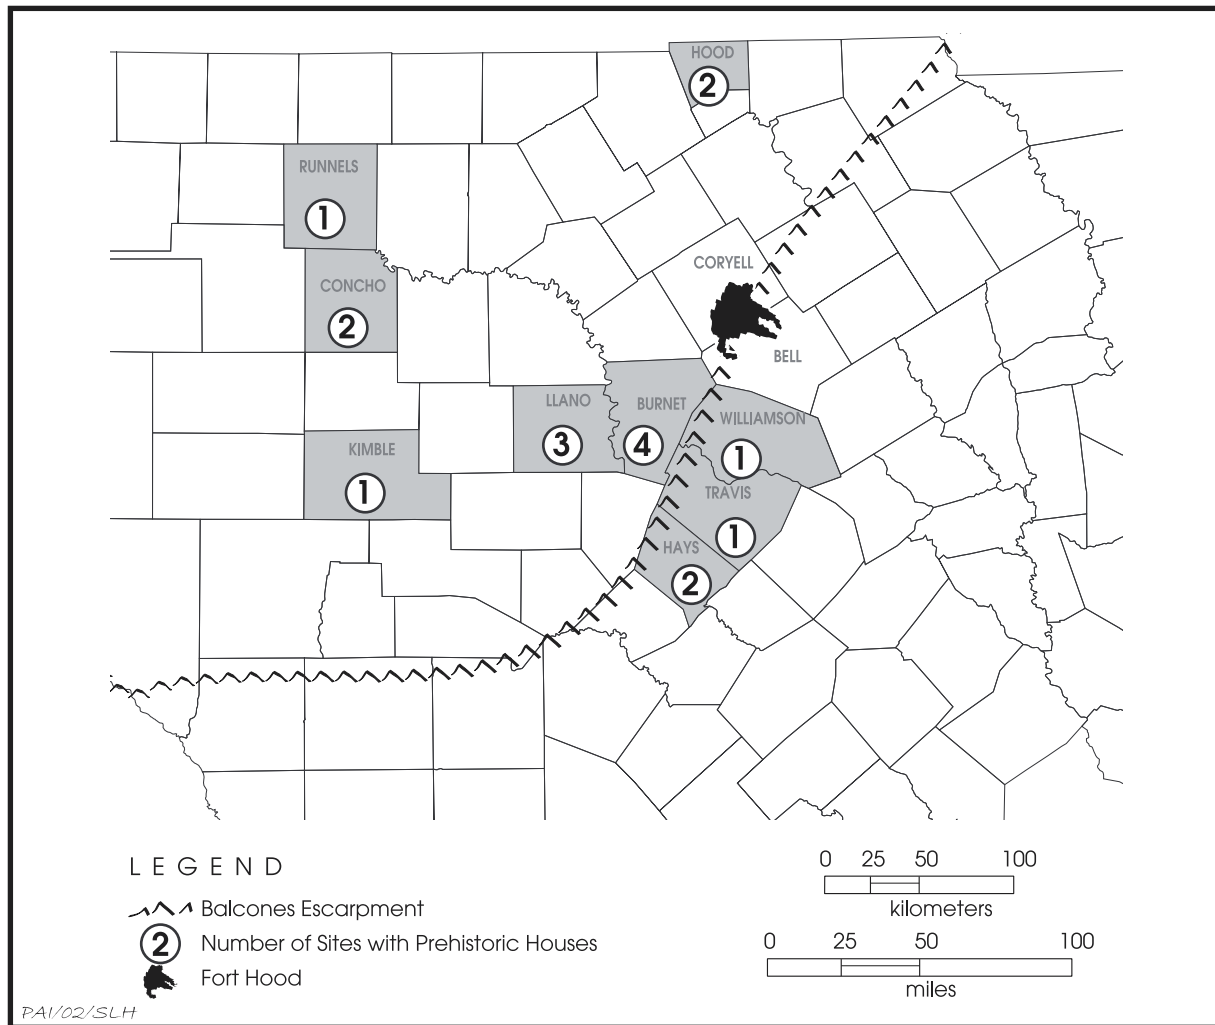 HOOD
2
RUNNELS
1
CORYELL
CONCHO
2
BELL
LLANO
BURNET
WILLIAMSON
3
4
1
KIMBLE
1
TRAVIS
1
HAYS
2
LEGEND
Balcones Escarpment
2 Number of Sites with Prehistoric Houses
Fort Hood
0 25 50 100
kilometers
0 25 50 100
miles
PAI/02/SLH